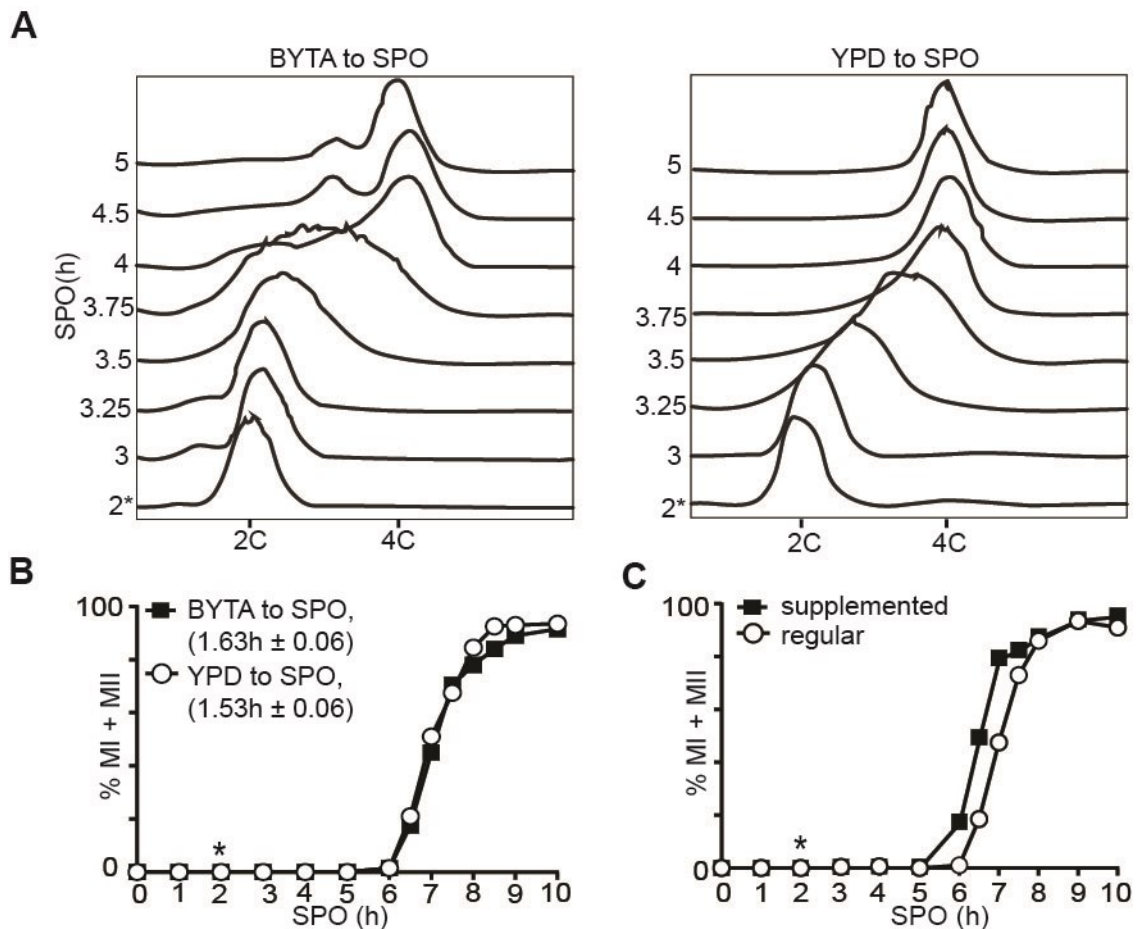 A
BYTA to SPO
YPD to SPO
SPO(h)
5
4.5
4
3.75
3.5
3.25
3
2*
2C
4C
5
4.5
4
3.75
3.5
3.25
3
2*
2C
4C
B
% MI + MII
100
0
BYTA to SPO,
(1.63h ± 0.06)
YPD to SPO,
(1.53h ± 0.06)
*
0 1 2 3 4 5 6 7 8 9 10
SPO (h)
C
% MI + MII
100
0
supplemented
regular
*
0 1 2 3 4 5 6 7 8 9 10
SPO (h)